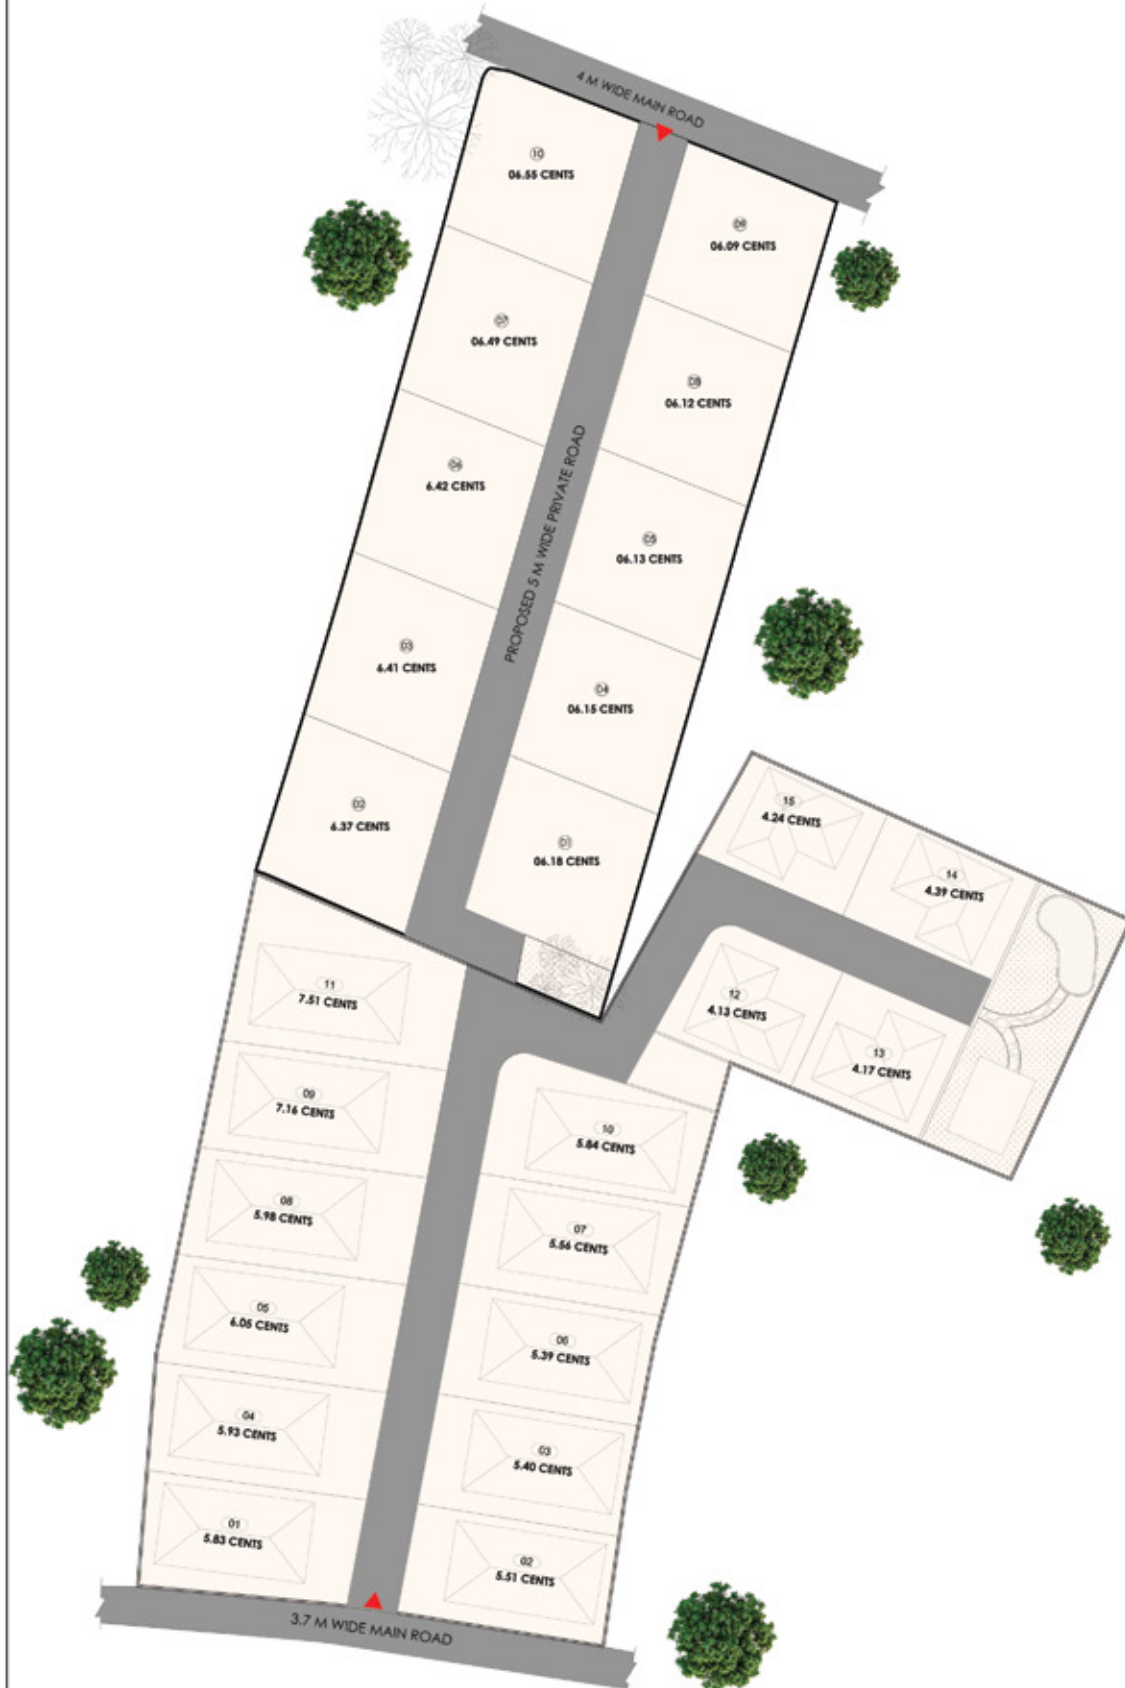 4 M WIDE MAIN ROAD
10
06.55 CENTS
09
06.09 CENTS
07
06.49 CENTS
08
06.12 CENTS
06
6.42 CENTS
05
06.13 CENTS
PROPOSED 5 M WIDE PRIVATE ROAD
03
6.41 CENTS
04
06.15 CENTS
02
6.37 CENTS
01
06.18 CENTS
15
4.24 CENTS
14
4.39 CENTS
11
7.51 CENTS
12
4.13 CENTS
13
4.17 CENTS
09
7.16 CENTS
10
5.84 CENTS
08
5.98 CENTS
07
5.56 CENTS
05
6.05 CENTS
06
5.39 CENTS
04
5.93 CENTS
03
5.40 CENTS
01
5.83 CENTS
02
5.51 CENTS
3.7 M WIDE MAIN ROAD